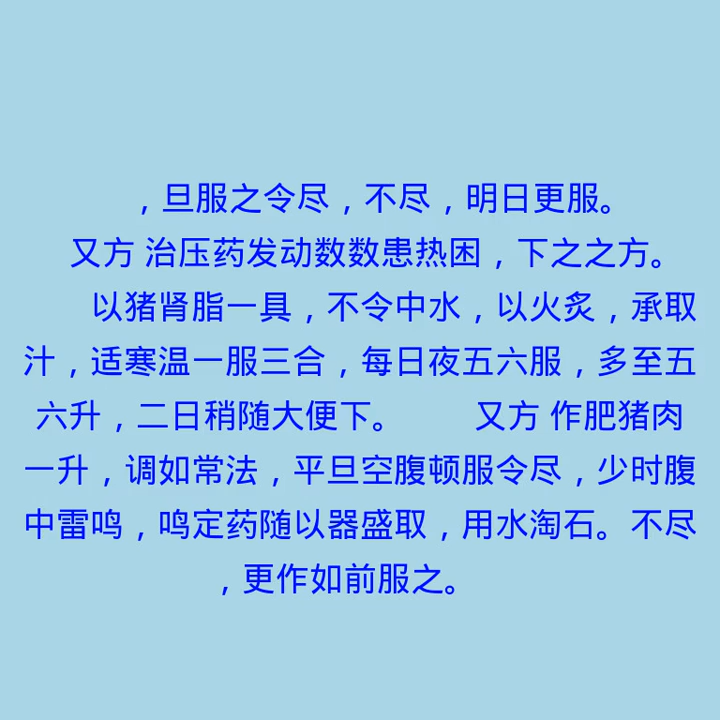 ，旦服之令尽，不尽，明日更服。
又方 治压药发动数数患热困，下之之方。
以猪肾脂一具，不令中水，以火炙，承取
汁，适寒温一服三合，每日夜五六服，多至五
六升，二日稍随大便下。 又方 作肥猪肉
一升，调如常法，平旦空腹顿服令尽，少时腹
中雷鸣，鸣定药随以器盛取，用水淘石。不尽
，更作如前服之。